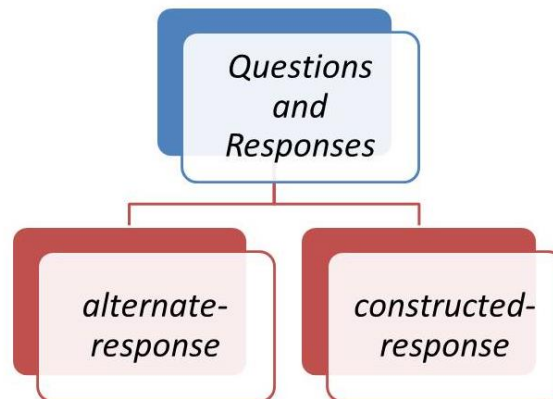 Questions
and
Responses
alternate-
response
constructed-
response